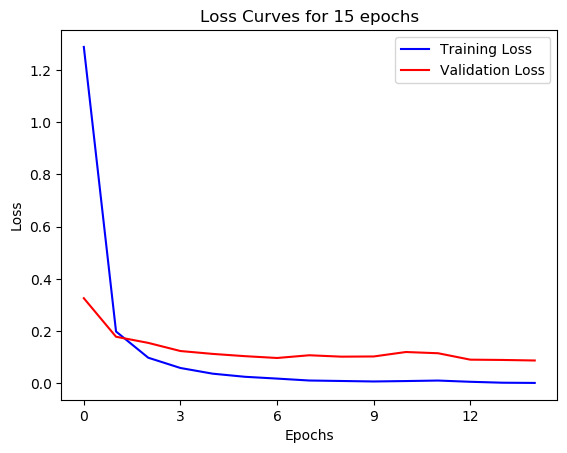 Loss Curves for 15 epochs
Training Loss
Validation Loss
1.2
1.0
0.8
0.6
0.4
0.2
0.0
Loss
0 3 6 9 12
Epochs